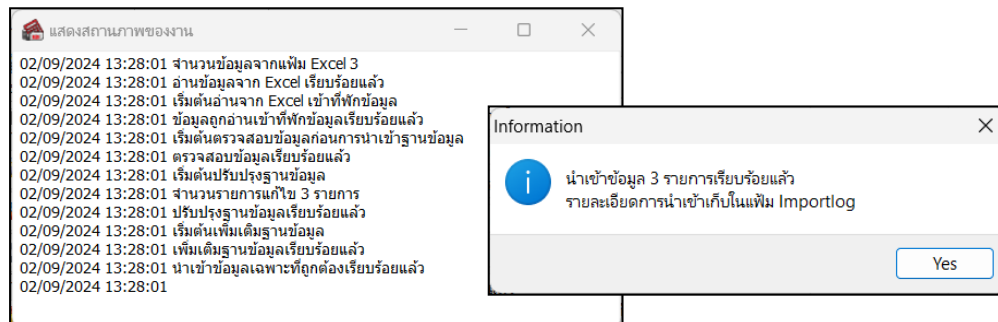 แสดงสถานภาพของงาน
02/09/2024 13:28:01 จำนวนข้อมูลจากแฟ้ม Excel 3
02/09/2024 13:28:01 อ่านข้อมูลจาก Excel เรียบร้อยแล้ว
02/09/2024 13:28:01 เริ่มต้นอ่านจาก Excel เข้าที่พักข้อมูล
02/09/2024 13:28:01 ข้อมูลถูกอ่านเข้าที่พักข้อมูลเรียบร้อยแล้ว
02/09/2024 13:28:01 เริ่มต้นตรวจสอบข้อมูลก่อนการนำเข้าฐานข้อมูล
02/09/2024 13:28:01 ตรวจสอบข้อมูลเรียบร้อยแล้ว
02/09/2024 13:28:01 เริ่มต้นปรับปรุงฐานข้อมูล
02/09/2024 13:28:01 จำนวนรายการแก้ไข 3 รายการ
02/09/2024 13:28:01 ปรับปรุงฐานข้อมูลเรียบร้อยแล้ว
02/09/2024 13:28:01 เริ่มต้นเพิ่มเติมฐานข้อมูล
02/09/2024 13:28:01 เพิ่มเติมฐานข้อมูลเรียบร้อยแล้ว
02/09/2024 13:28:01 นำเข้าข้อมูลเฉพาะที่ถูกต้องเรียบร้อยแล้ว
02/09/2024 13:28:01
Information
นำเข้าข้อมูล 3 รายการเรียบร้อยแล้ว
รายละเอียดการนำเข้าเก็บในแฟ้ม Importlog
Yes